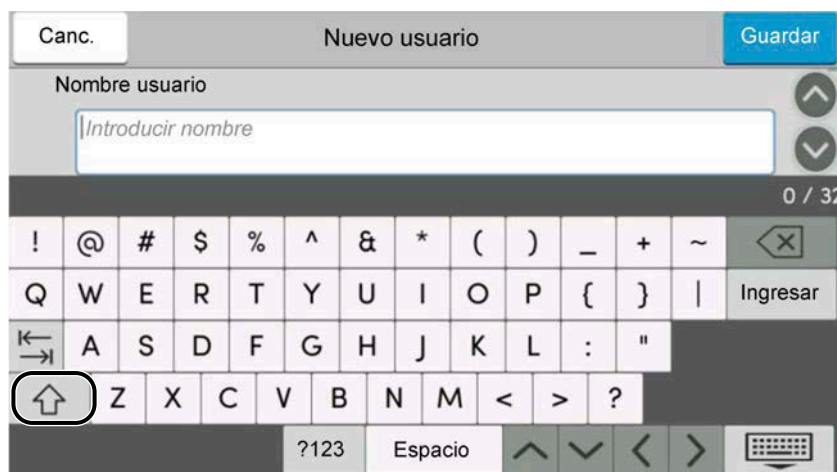 Canc. Nuevo usuario Guardar
Nombre usuario
Introducir nombre
0 / 32
! @ # $ % ^ & * ( ) _ + ~
Q W E R T Y U I O P { } | Ingresar
A S D F G H J K L : "
Z X C V B N M < > ?
?123 Espacio